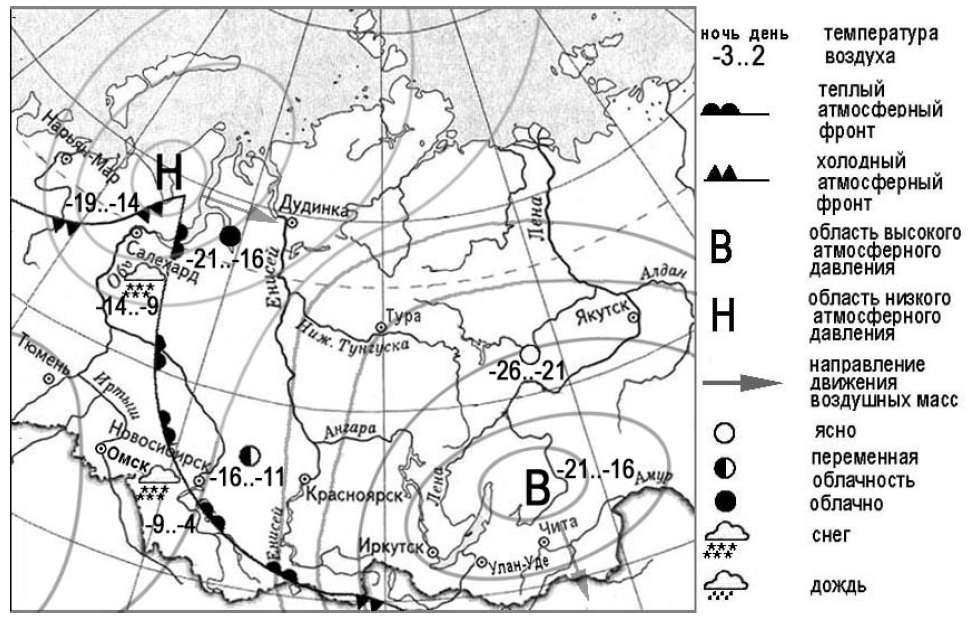 Нарьян-Мар
Н
-19..-14
Дудинка
Салехард
-21..-16
Обь
-14..-9
Енисей
Лена
Алдан
Якутск
Тура
Ниж. Тунгуска
-26..-21
Тюмень
Иртыш
Новосибирск
Омск
-16..-11
Ангара
Красноярск
Лена
В
-21..-16
Амур
-9..-4
Енисей
Иркутск
Чита
Улан-Уде
ночь день
-3..2
температура
воздуха
теплый
атмосферный
фронт
холодный
атмосферный
фронт
В
область высокого
атмосферного
давления
Н
область низкого
атмосферного
давления
направление
движения
воздушных масс
ясно
переменная
облачность
облачно
снег
дождь